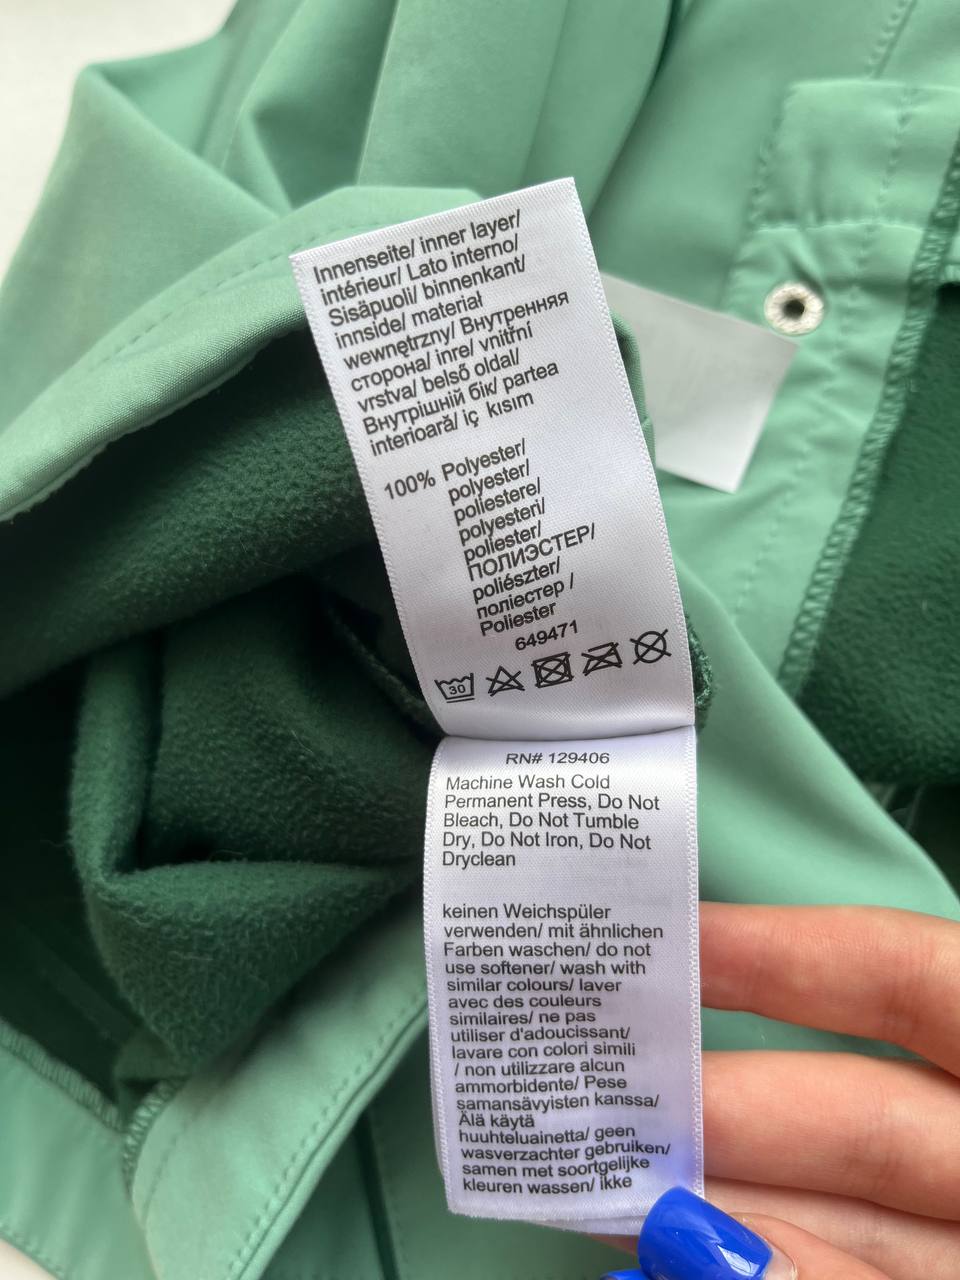 Innenseite/ inner layer/
intérieur/ Lato interno/
Sisäpuoli/ binnenkant/
innside/ materiał
wewnętrzny/ Внутренняя
сторона/ inre/ vnitřní
vrstva/ belső oldal/
Внутрішній бік/ partea
interioară/ iç kısım
100% Polyester/
polyester/
poliestere/
polyesteri/
poliester/
ПОЛИЭСТЕР/
poliészter/
поліестер /
Poliester
649471
30
RN# 129406
Machine Wash Cold
Permanent Press, Do Not
Bleach, Do Not Tumble
Dry, Do Not Iron, Do Not
Dryclean
keinen Weichspüler
verwenden/ mit ähnlichen
Farben waschen/ do not
use softener/ wash with
similar colours/ laver
avec des couleurs
similaires/ ne pas
utiliser d'adoucissant/
lavare con colori simili
/ non utilizzare alcun
ammorbidente/ Pese
samansävyisten kanssa/
Älä käytä
huuhteluainetta/ geen
wasverzachter gebruiken/
samen met soortgelijke
kleuren wassen/ ikke